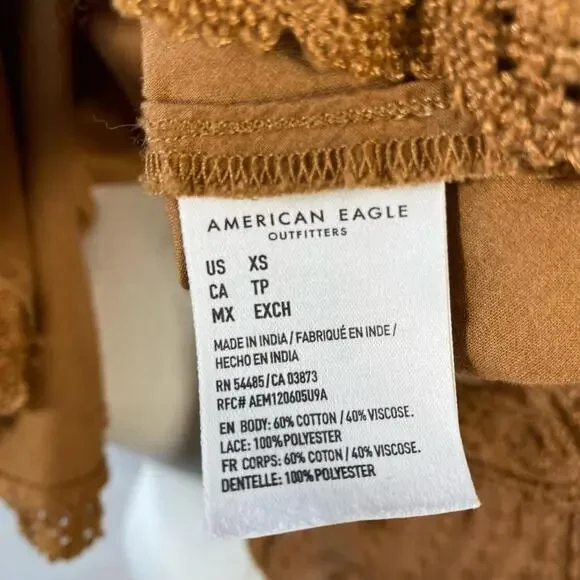 AMERICAN EAGLE
OUTFITTERS
US XS
CA TP
MX EXCH
MADE IN INDIA / FABRIQUÉ EN INDE /
HECHO EN INDIA
RN 54485/CA 03873
RFC# AEM120605U9A
EN BODY: 60% COTTON / 40% VISCOSE.
LACE: 100% POLYESTER
FR CORPS: 60% COTON / 40% VISCOSE.
DENTELLE: 100% POLYESTER